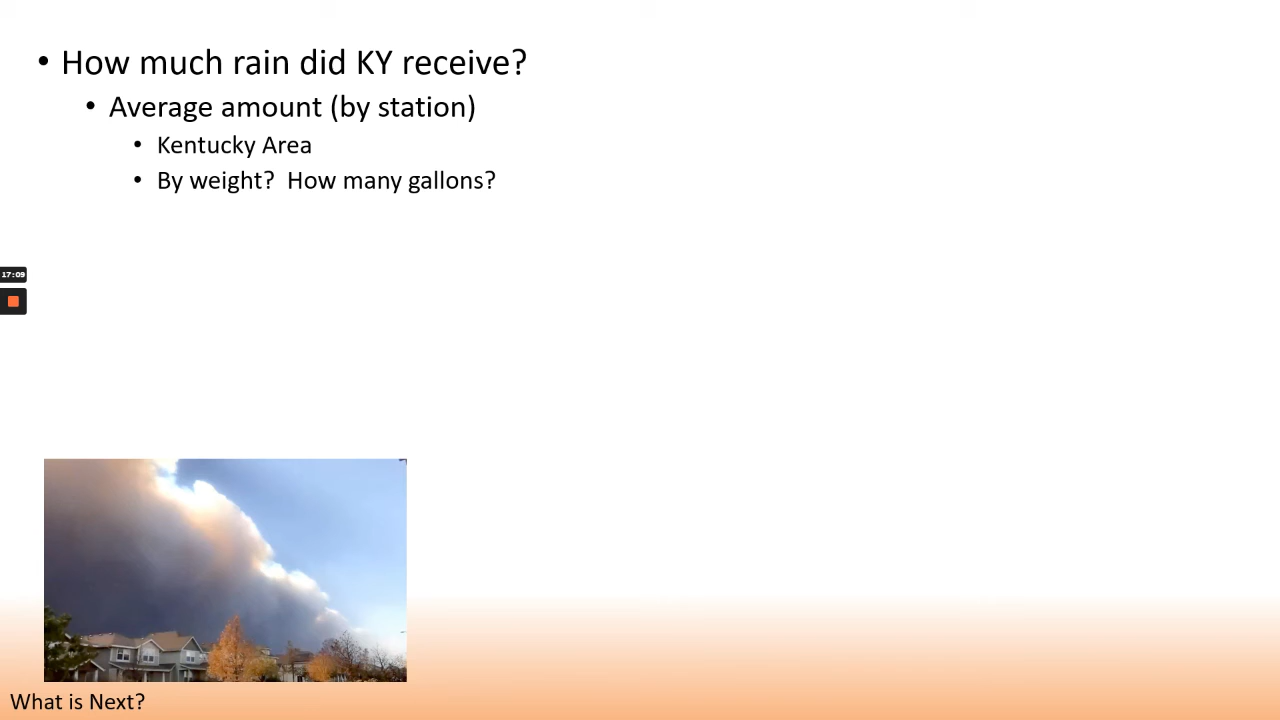 • How much rain did KY receive?
• Average amount (by station)
• Kentucky Area
• By weight?  How many gallons?
17:09
What is Next?